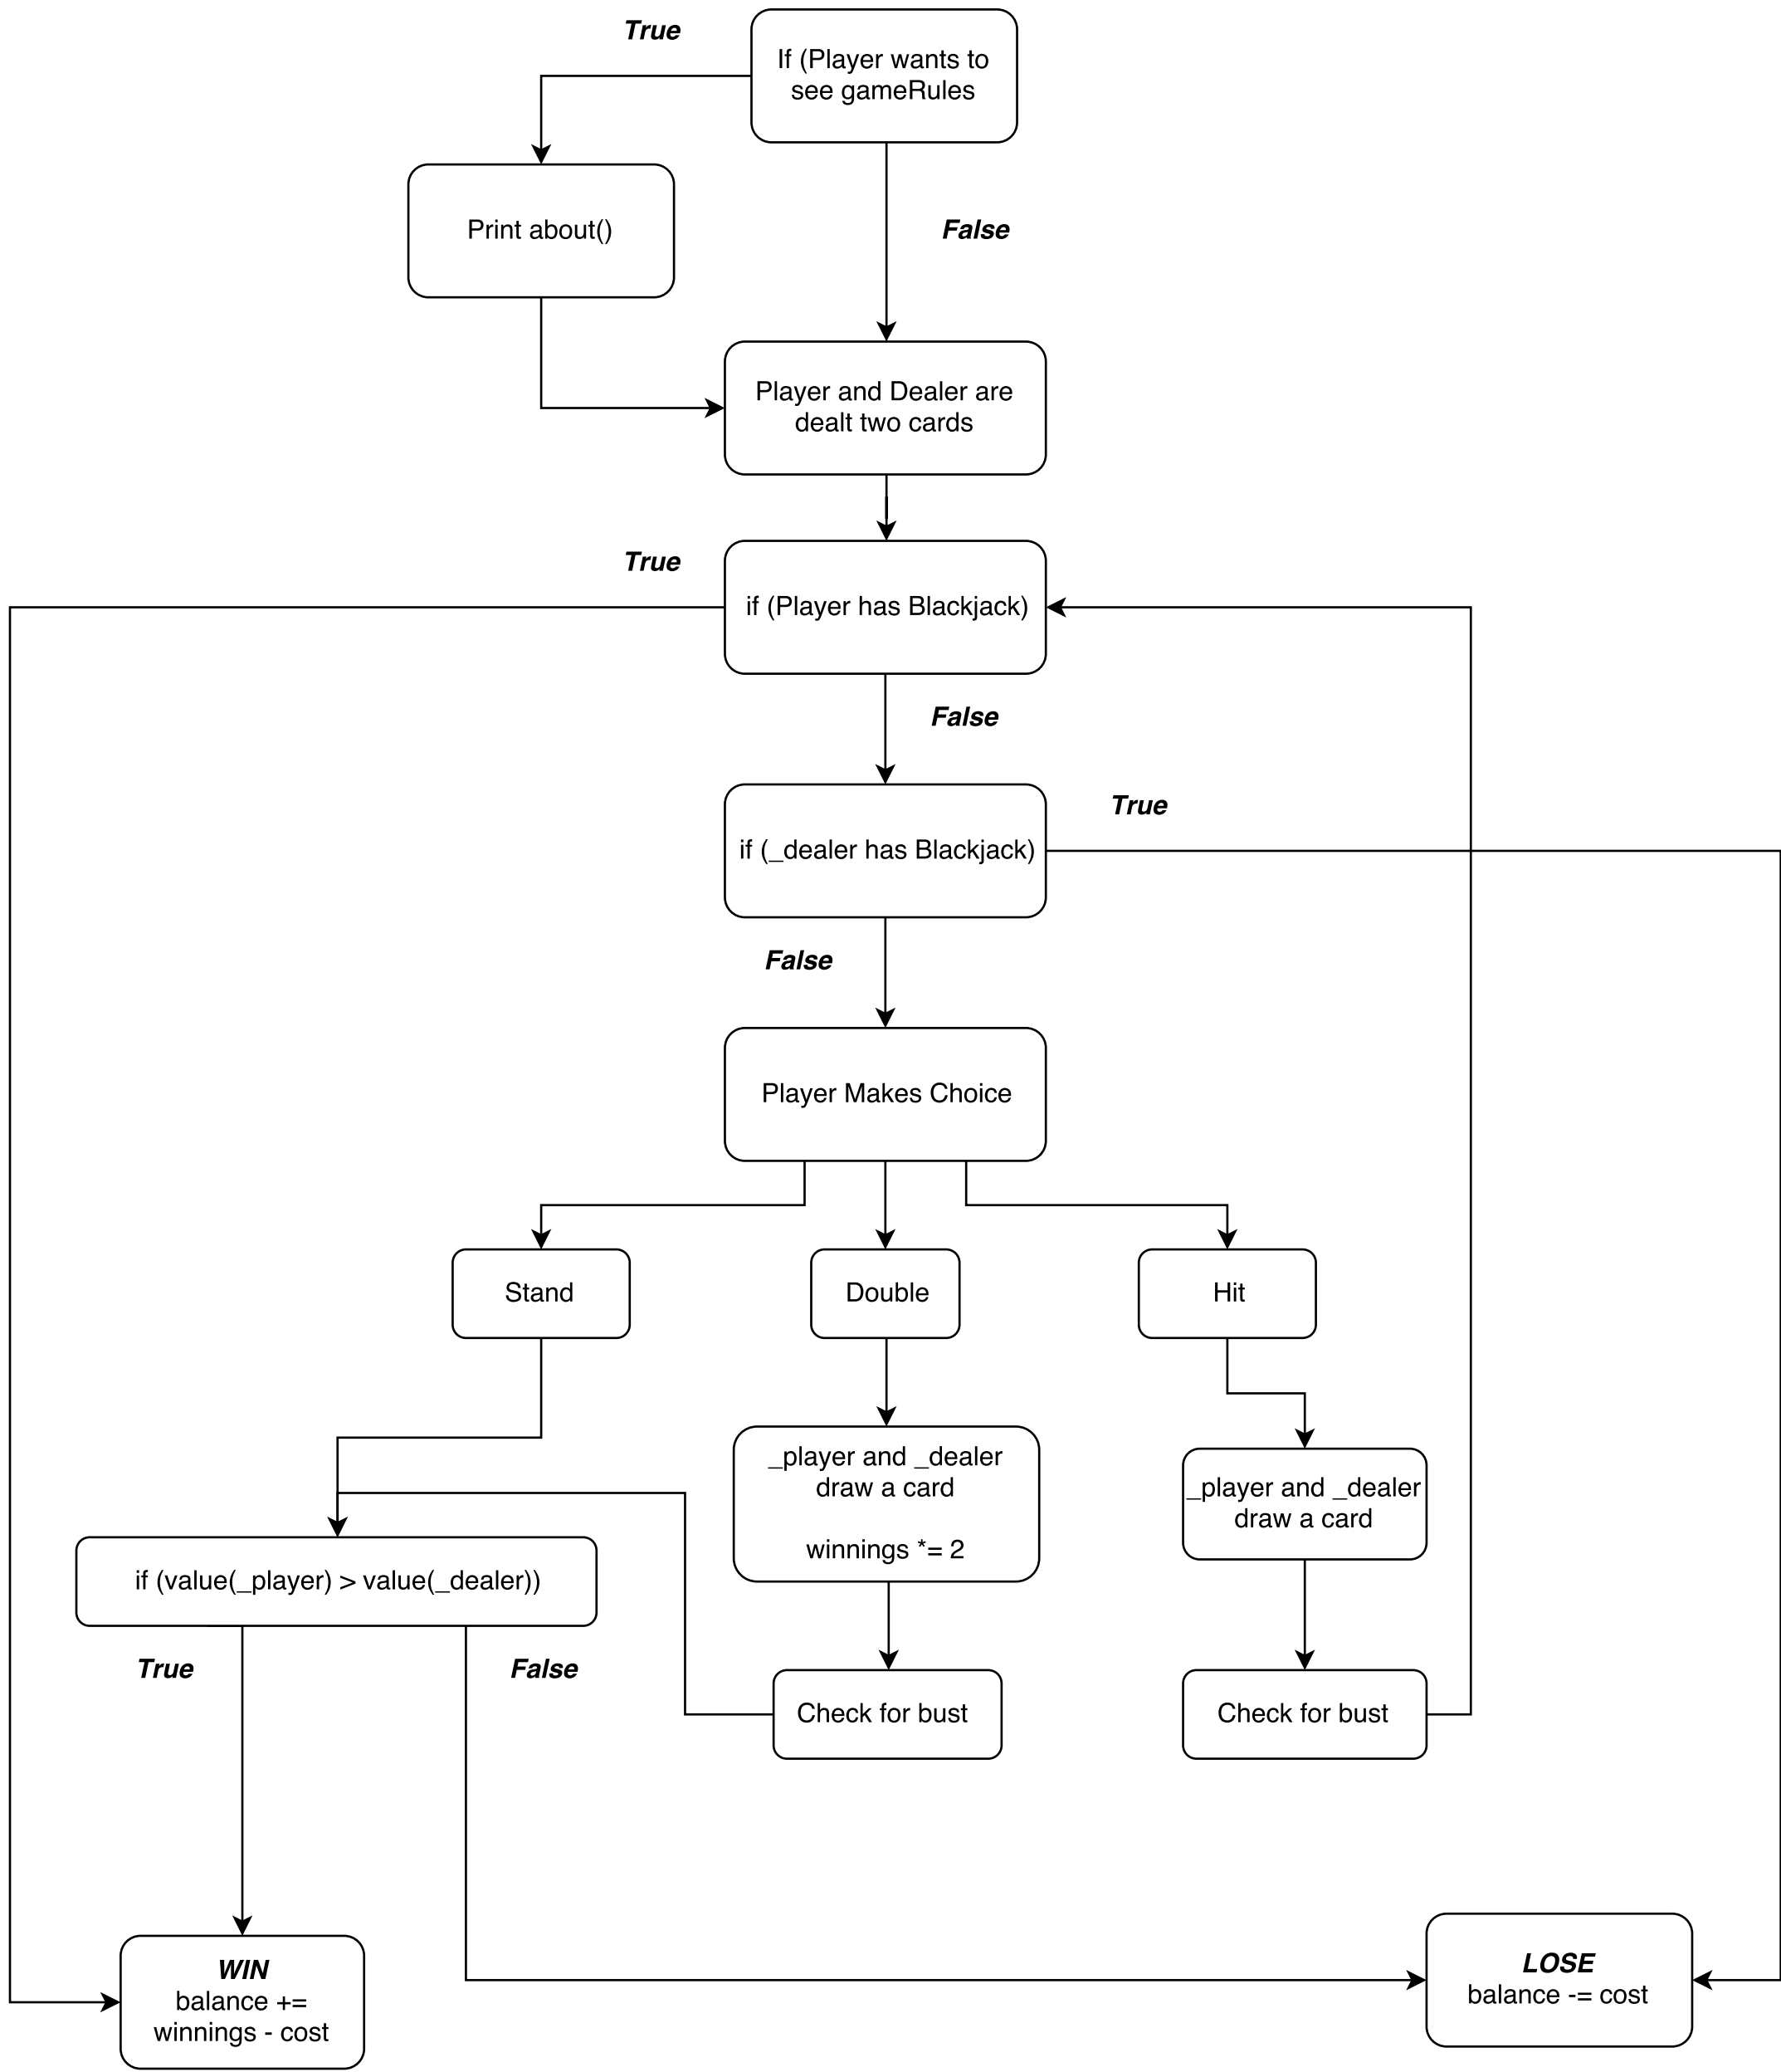 True
If (Player wants to
see gameRules
Print about()
False
Player and Dealer are
dealt two cards
True
if (Player has Blackjack)
False
if (_dealer has Blackjack)
True
False
Player Makes Choice
Stand
Double
Hit
_player and _dealer
draw a card
winnings *= 2
_player and _dealer
draw a card
if (value(_player) > value(_dealer))
True
False
Check for bust
Check for bust
WIN
balance +=
winnings - cost
LOSE
balance -= cost